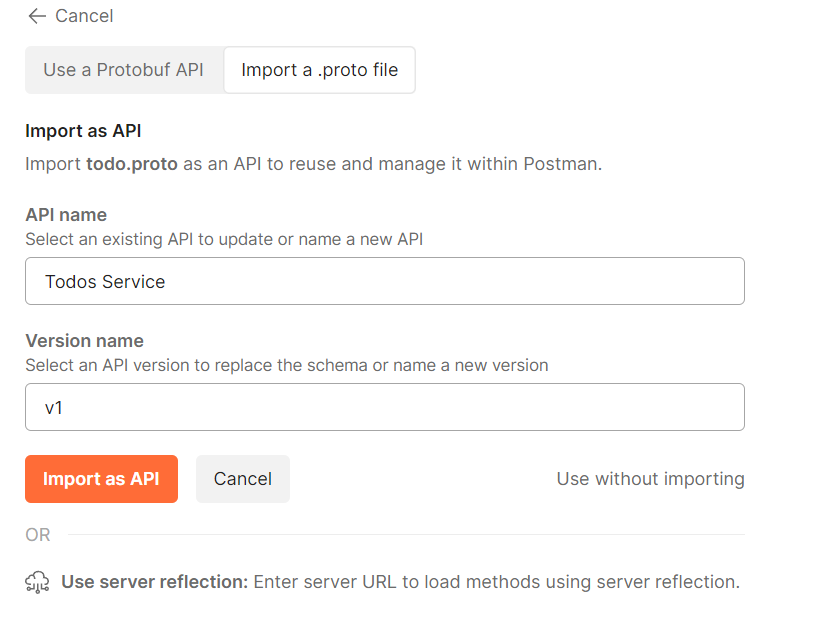 Cancel
Use a Protobuf API
Import a .proto file
Import as API
Import todo.proto as an API to reuse and manage it within Postman.
API name
Select an existing API to update or name a new API
Todos Service
Version name
Select an API version to replace the schema or name a new version
v1
Import as API
Cancel
Use without importing
OR
Use server reflection: Enter server URL to load methods using server reflection.